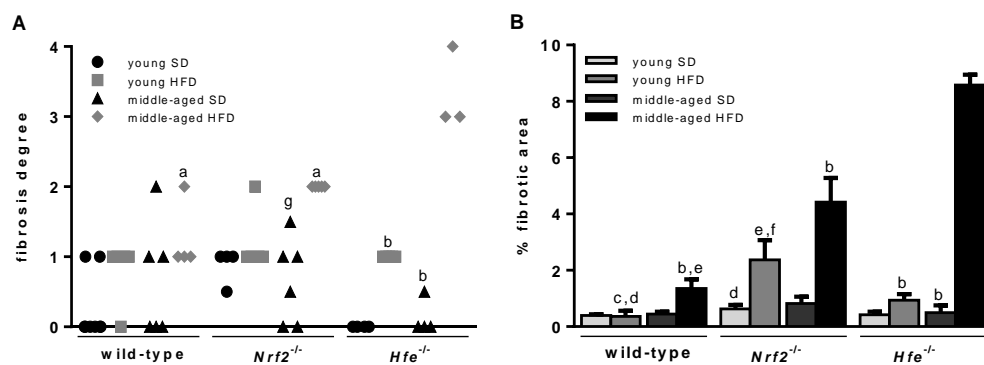 A
4
3
2
1
0
fibrosis degree
young SD
young HFD
middle-aged SD
middle-aged HFD
a
g
a
b
b
wild-type
Nrf2-/-
Hfe-/-
B
10
8
6
4
2
0
% fibrotic area
young SD
young HFD
middle-aged SD
middle-aged HFD
c,d
b,e
d
e,f
b
b
b
wild-type
Nrf2-/-
Hfe-/-